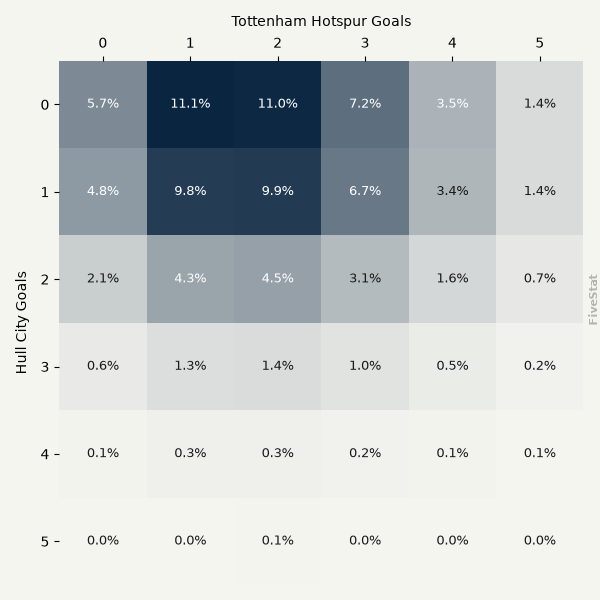 Tottenham Hotspur Goals
0 1 2 3 4 5
0 5.7% 11.1% 11.0% 7.2% 3.5% 1.4%
1 4.8% 9.8% 9.9% 6.7% 3.4% 1.4%
2 2.1% 4.3% 4.5% 3.1% 1.6% 0.7%
3 0.6% 1.3% 1.4% 1.0% 0.5% 0.2%
4 0.1% 0.3% 0.3% 0.2% 0.1% 0.1%
5 0.0% 0.0% 0.1% 0.0% 0.0% 0.0%
Hull City Goals
FiveStat